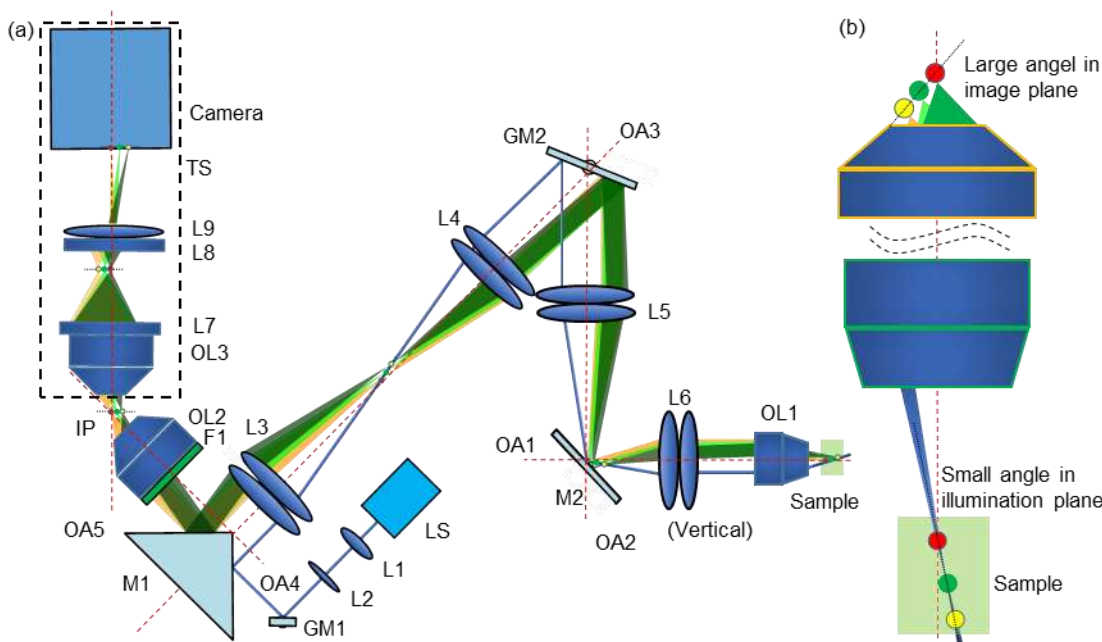 (a)
Camera
TS
L9
L8
L7
OL3
IP
OL2
F1
L3
OA5
M1
OA4
GM1
L2
L1
LS
L4
GM2
OA3
L5
L6
OL1
OA1
M2
Sample
OA2
(Vertical)
(b)
Large angel in
image plane
Small angle in
illumination plane
Sample